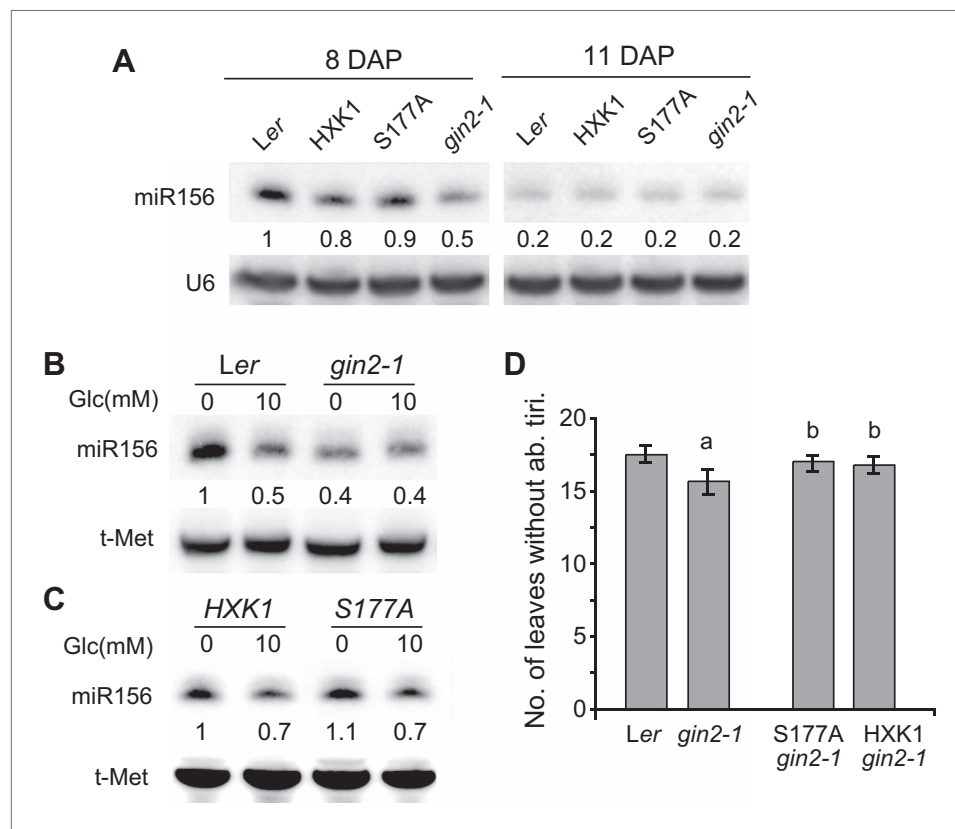 A
8 DAP 11 DAP
Ler HXK1 S177A gin2-1 Ler HXK1 S177A gin2-1
miR156
1 0.8 0.9 0.5 0.2 0.2 0.2 0.2
U6
B
Ler gin2-1
Glc(mM) 0 10 0 10
miR156
1 0.5 0.4 0.4
t-Met
C
HXK1 S177A
Glc(mM) 0 10 0 10
miR156
1 0.7 1.1 0.7
t-Met
D
No. of leaves without ab. tiri.
20
15
10
5
0
a b b
Ler gin2-1 S177A HXK1
gin2-1 gin2-1